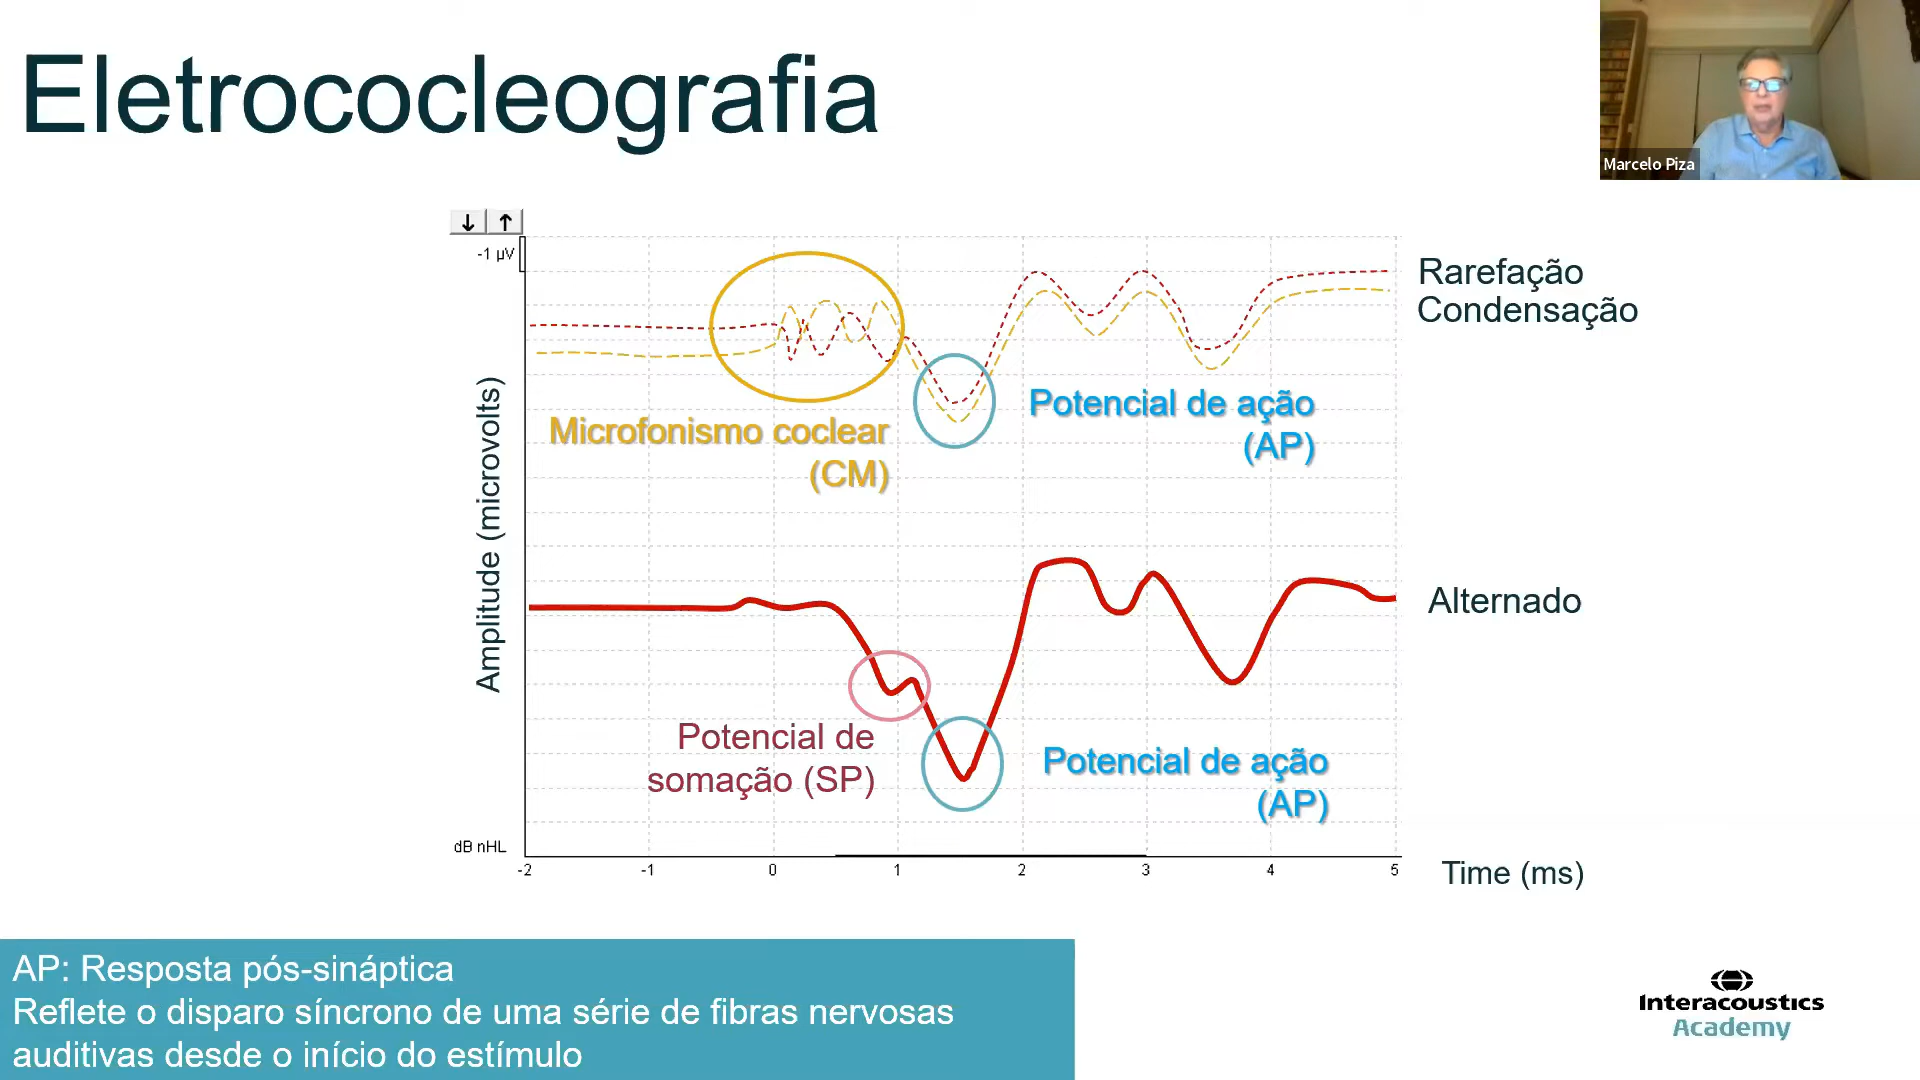 Eletrococleografia
Marcelo Piza
↓ ↑
-1 µV
Rarefação
Condensação
Potencial de ação
(AP)
Microfonismo coclear
(CM)
Amplitude (microvolts)
Alternado
Potencial de
somação (SP)
Potencial de ação
(AP)
dB nHL
-2 -1 0 1 2 3 4 5
Time (ms)
AP: Resposta pós-sináptica
Reflete o disparo síncrono de uma série de fibras nervosas
auditivas desde o início do estímulo
Interacoustics
Academy